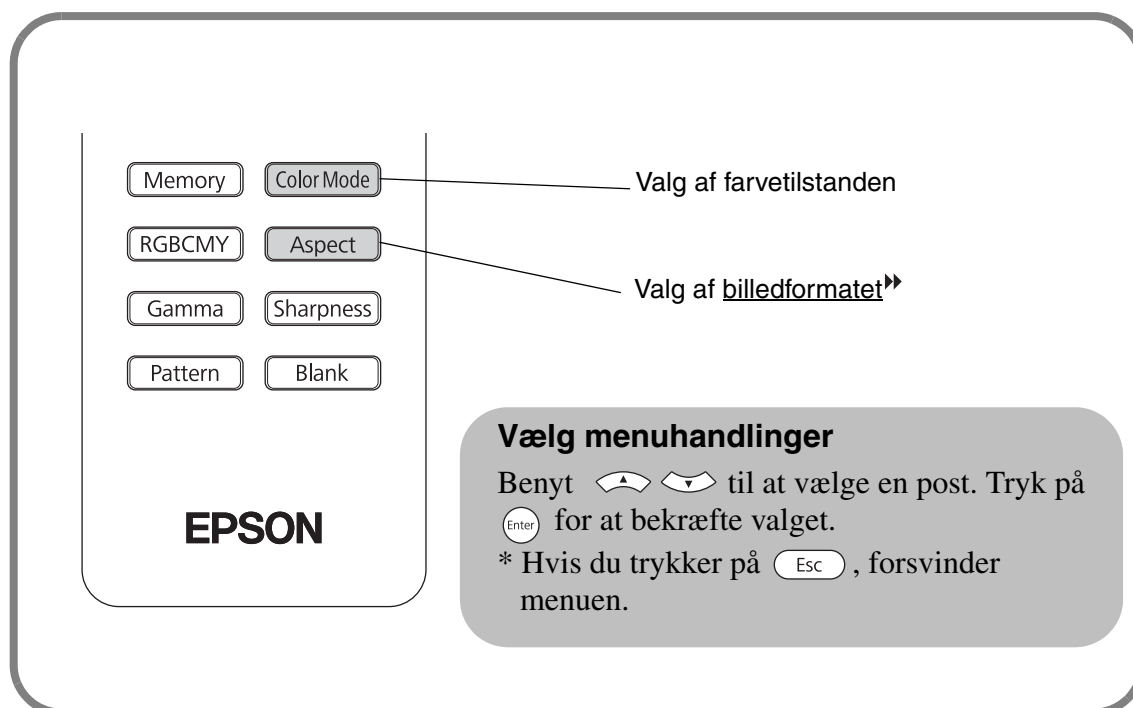 Memory Color Mode Valg af farvetilstanden
RGBCMY Aspect
Valg af billedformatet
Gamma Sharpness
Pattern Blank
EPSON
Vælg menuhandlinger
Benyt til at vælge en post. Tryk på
Enter for at bekræfte valget.
* Hvis du trykker på Esc , forsvinder
menuen.